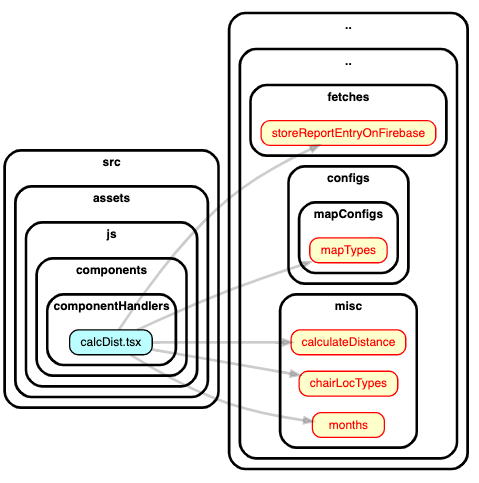 ..
..
fetches
storeReportEntryOnFirebase
configs
mapConfigs
mapTypes
misc
calculateDistance
chairLocTypes
months
src
assets
js
components
componentHandlers
calcDist.tsx